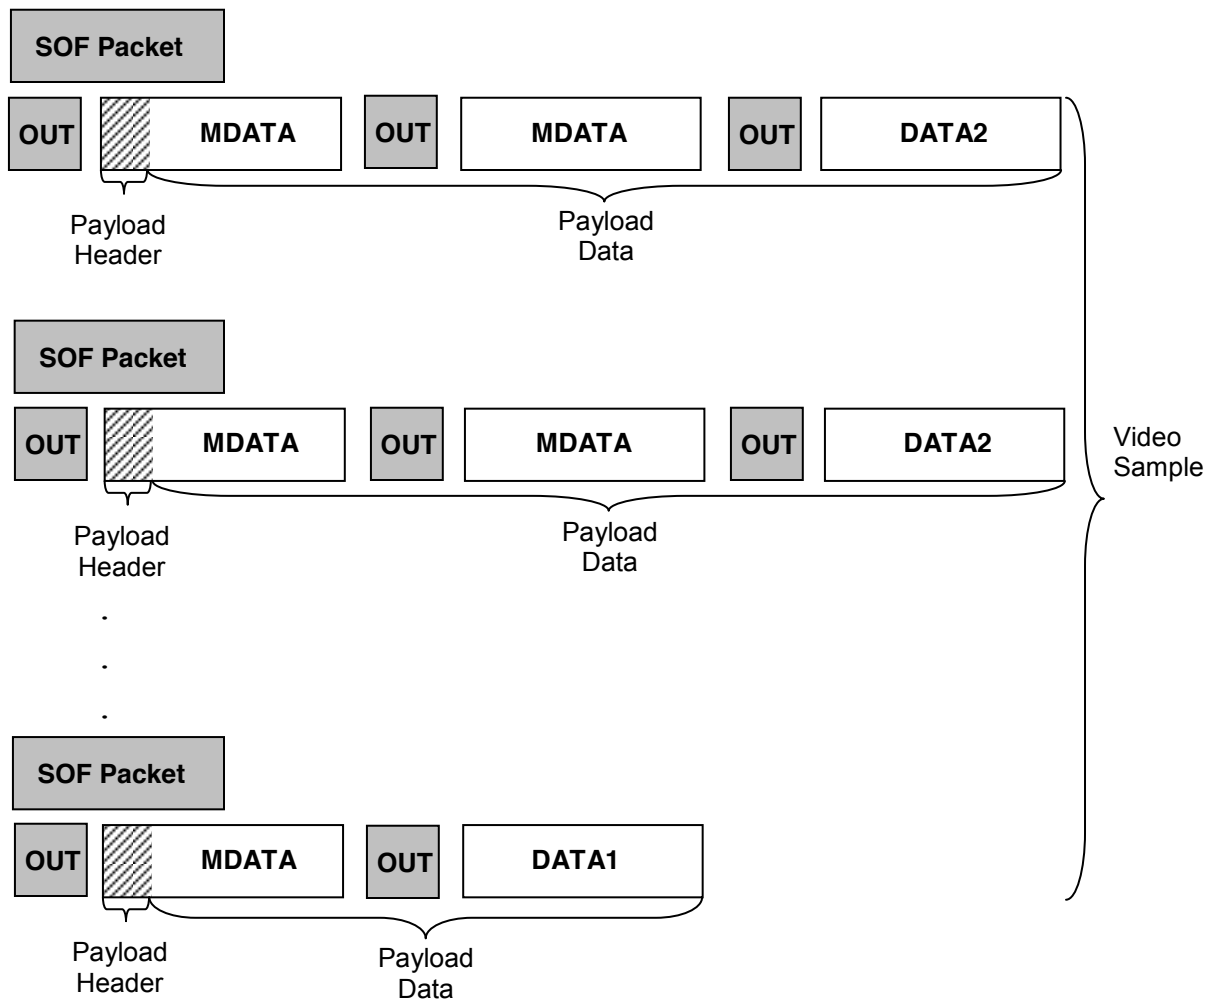 SOF Packet
OUT MDATA OUT MDATA OUT DATA2
Payload
Header
Payload
Data
SOF Packet
OUT MDATA OUT MDATA OUT DATA2
Video
Sample
Payload
Header
Payload
Data
.
.
.
SOF Packet
OUT MDATA OUT DATA1
Payload
Header
Payload
Data